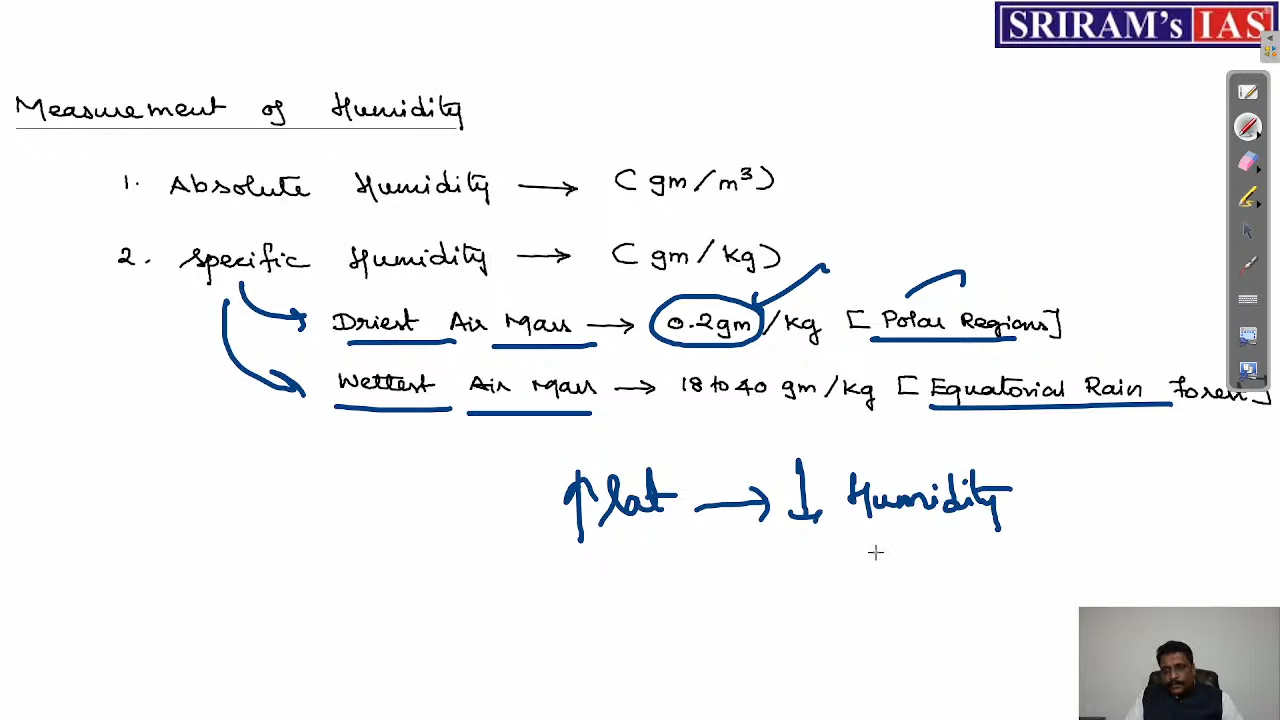 SRIRAM's IAS
Measurement of Humidity
1. Absolute Humidity → (gm/m³)
2. Specific Humidity → (gm/kg)
Driest Air Mass → 0.2gm/kg [Polar Regions]
Wettest Air Mass → 18 to 40 gm/kg [Equatorial Rain Forest]
↑ lat → ↓ Humidity